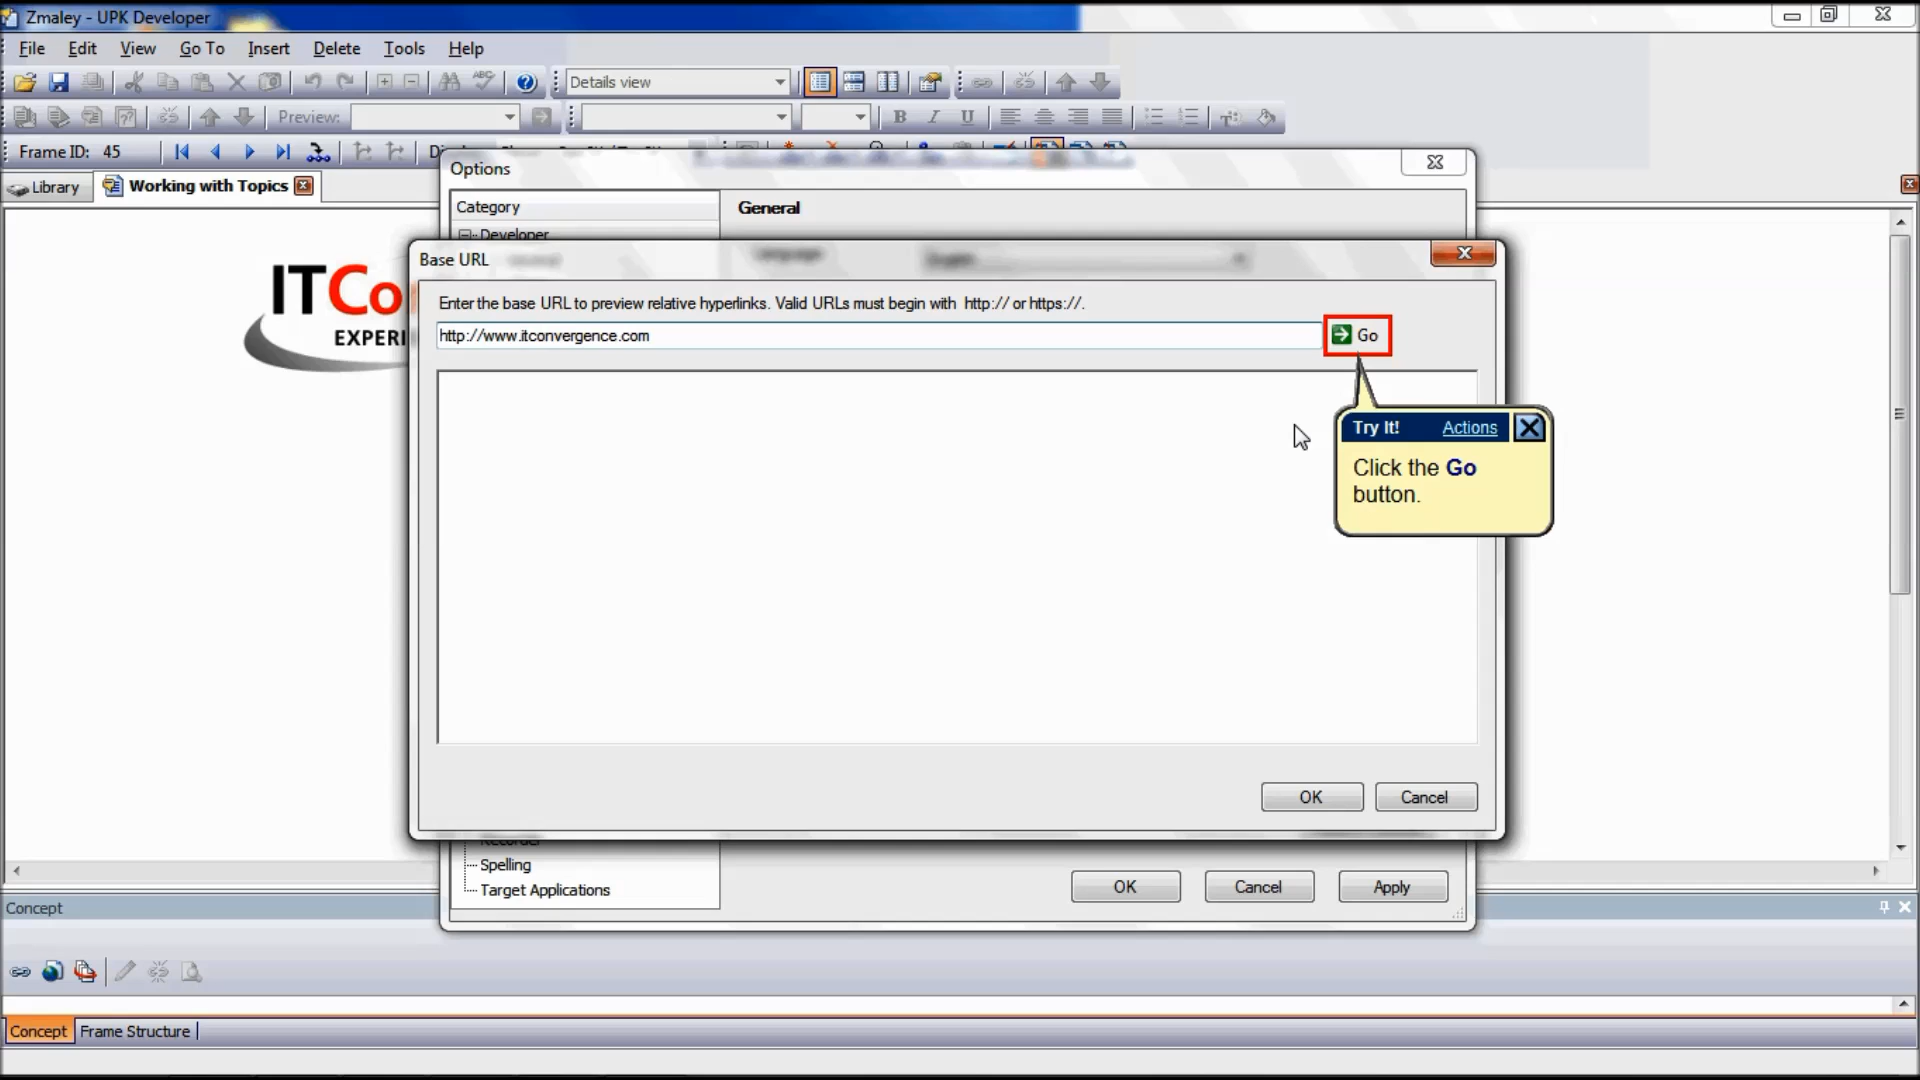 Zmaley - UPK Developer
File Edit View Go To Insert Delete Tools Help
Details view
Preview: B I U
Frame ID: 45
Library Working with Topics
Options
Category General
Developer
ITCo
EXPERI
Base URL
Enter the base URL to preview relative hyperlinks. Valid URLs must begin with http:// or https://.
http://www.itconvergence.com Go
Try It! Actions
Click the Go
button.
OK Cancel
Recorder
Spelling
Target Applications
OK Cancel Apply
Concept
Concept Frame Structure